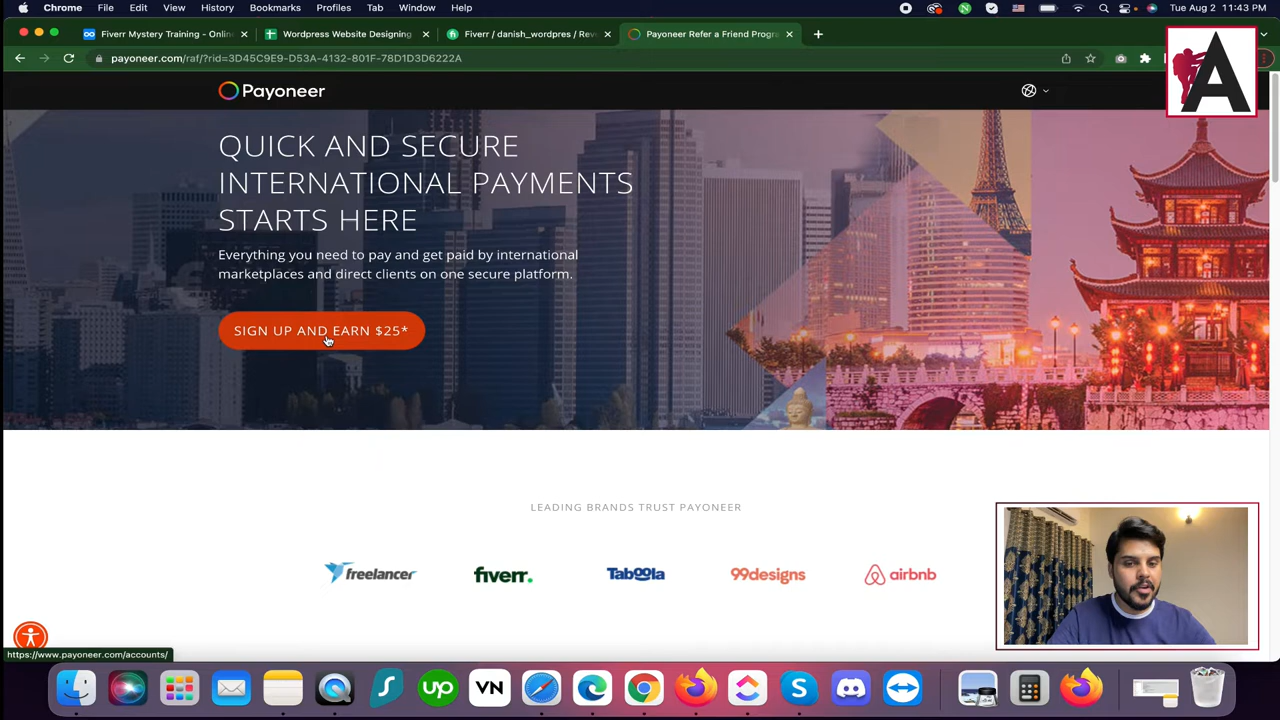 Chrome File Edit View History Bookmarks Profiles Tab Window Help Tue Aug 2 11:43 PM
Fiverr Mystery Training - Online Wordpress Website Designing Fiverr / danish_wordpres / Reve Payoneer Refer a Friend Progra
payoneer.com/raf/?rid=3D45C9E9-D53A-4132-801F-78D1D3D6222A
A
Payoneer
QUICK AND SECURE
INTERNATIONAL PAYMENTS
STARTS HERE
Everything you need to pay and get paid by international
marketplaces and direct clients on one secure platform.
SIGN UP AND EARN $25*
LEADING BRANDS TRUST PAYONEER
freelancer fiverr. Taboola 99designs airbnb
https://www.payoneer.com/accounts/
up VN S